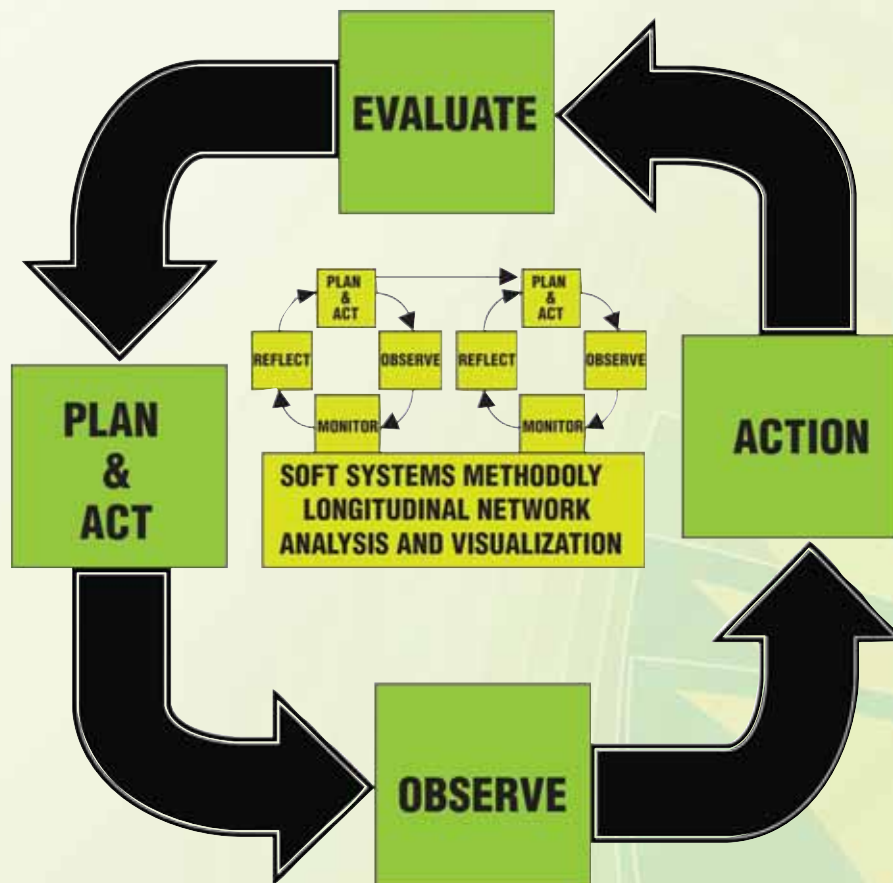 EVALUATE
PLAN
&
ACT
PLAN
&
ACT
REFLECT
OBSERVE
REFLECT
OBSERVE
MONITOR
MONITOR
PLAN
&
ACT
ACTION
SOFT SYSTEMS METHODOLY
LONGITUDINAL NETWORK
ANALYSIS AND VISUALIZATION
OBSERVE